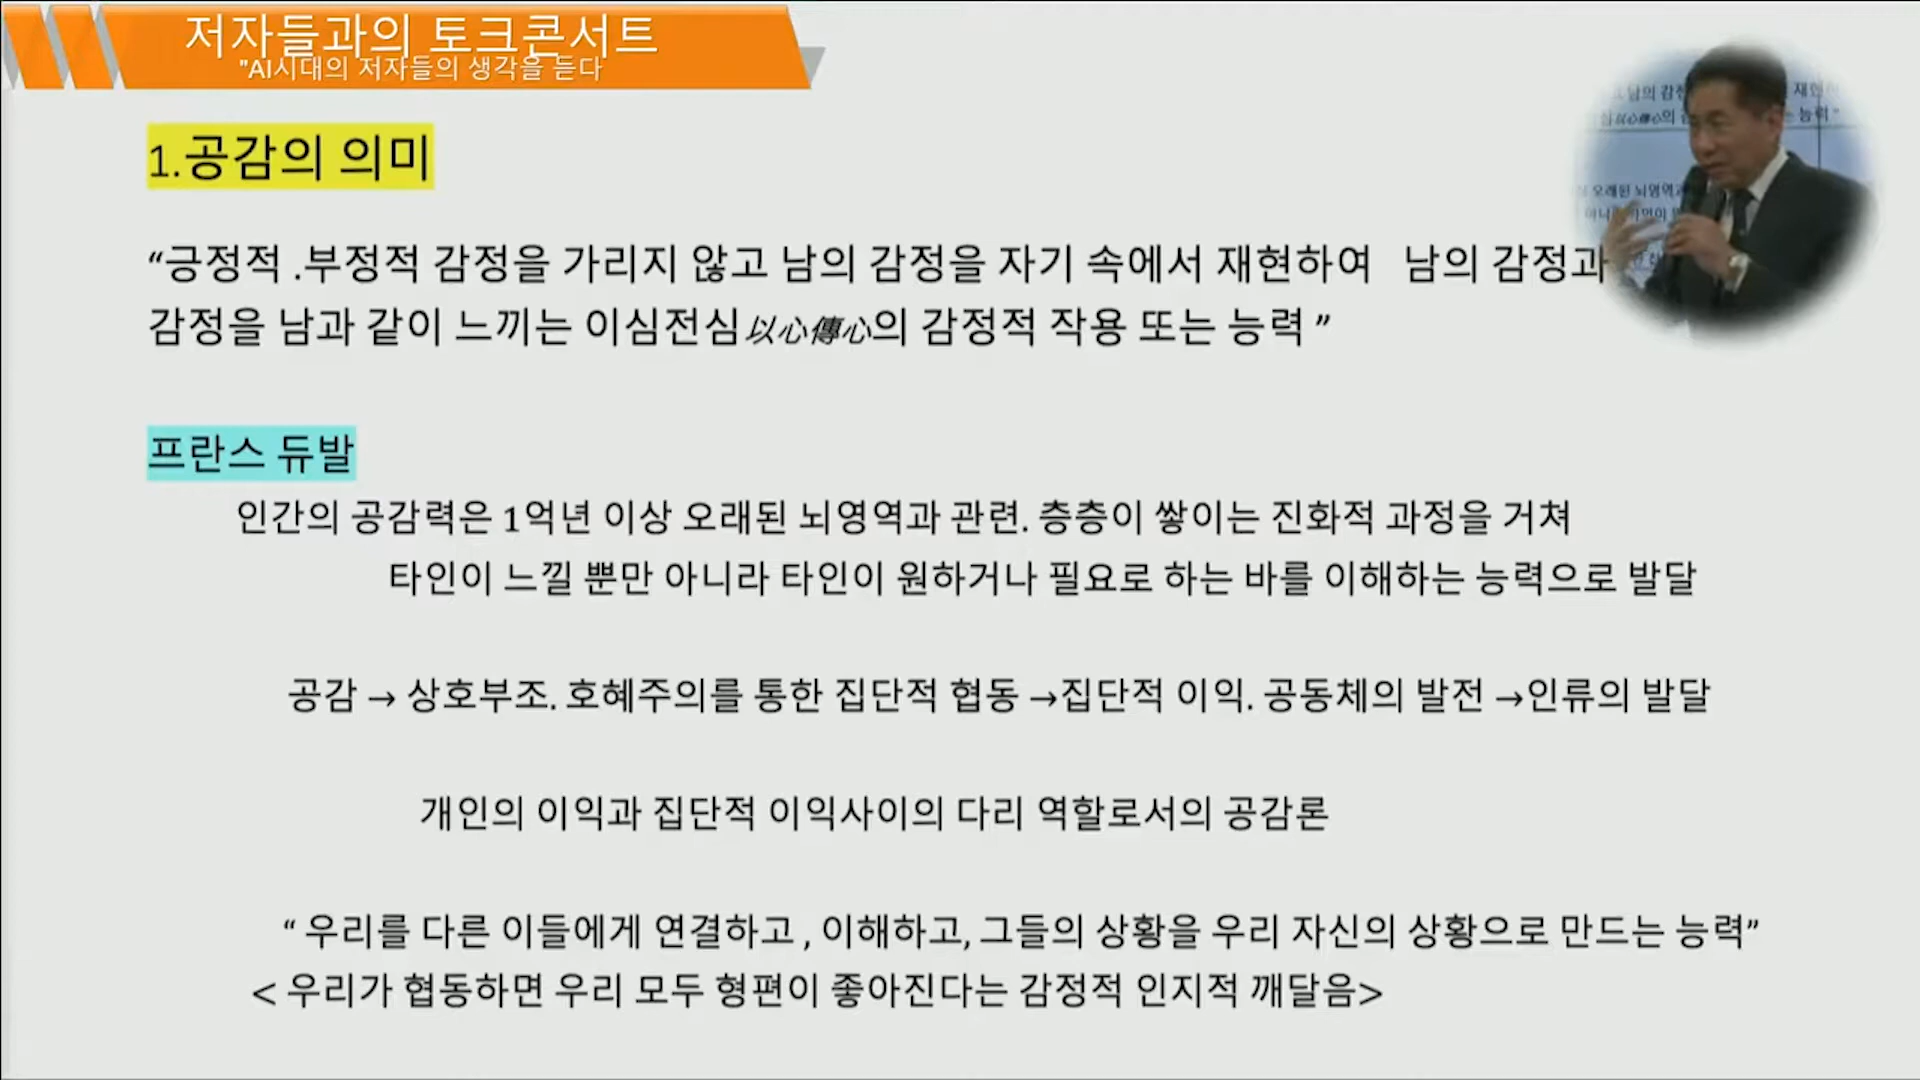 저자들과의 토크콘서트
"AI시대의 저자들의 생각을 듣다
1.공감의 의미
“긍정적 .부정적 감정을 가리지 않고 남의 감정을 자기 속에서 재현하여 남의 감정과
감정을 남과 같이 느끼는 이심전심以心傳心의 감정적 작용 또는 능력 ”
프란스 듀발
인간의 공감력은 1억년 이상 오래된 뇌영역과 관련. 층층이 쌓이는 진화적 과정을 거쳐
타인이 느낄 뿐만 아니라 타인이 원하거나 필요로 하는 바를 이해하는 능력으로 발달
공감 → 상호부조. 호혜주의를 통한 집단적 협동 →집단적 이익. 공동체의 발전 →인류의 발달
개인의 이익과 집단적 이익사이의 다리 역할로서의 공감론
“ 우리를 다른 이들에게 연결하고 , 이해하고, 그들의 상황을 우리 자신의 상황으로 만드는 능력”
< 우리가 협동하면 우리 모두 형편이 좋아진다는 감정적 인지적 깨달음>